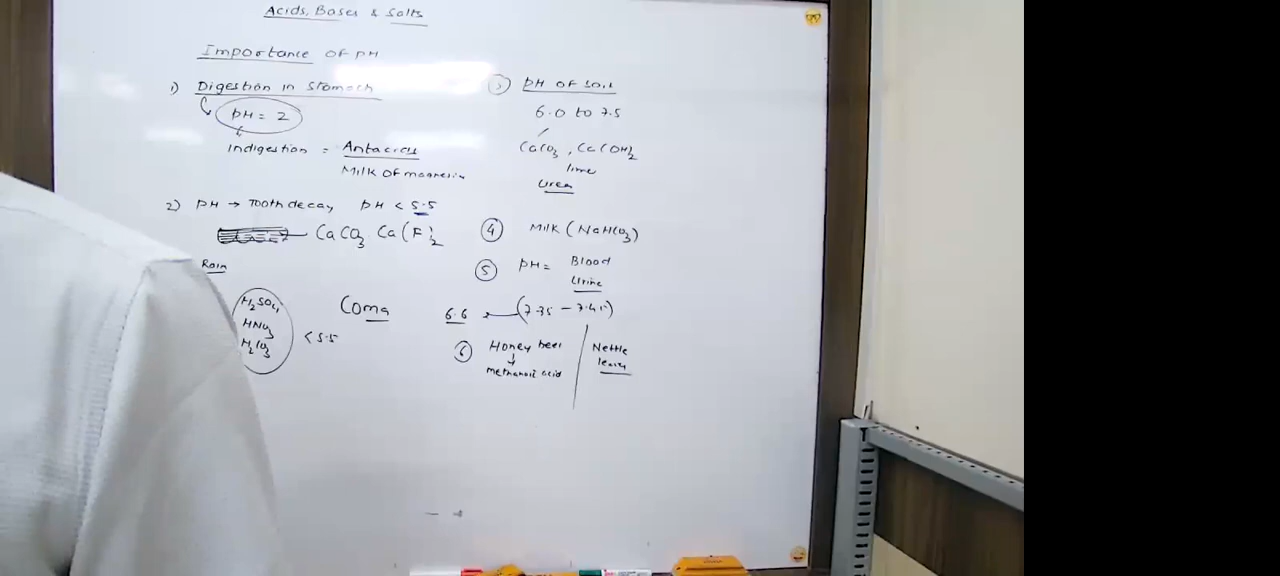 Acids, Bases & Salts
Importance of pH
1) Digestion in stomach
pH = 2
Indigestion = Antacids
Milk of magnesia
2) pH → Tooth decay pH < 5.5
CaCO3 Ca(F)2
Rain
H2SO4
HNO3
H2CO3
< 5.5
Coma
3) pH of soil
6.0 to 7.5
CaCO3, Ca(OH)2
lime
Urea
4 Milk (NaHCO3)
5 pH = Blood
Urine
6.6 (7.35 - 7.45)
6 Honey bee
↓
methanoic acid
Nettle
leaves